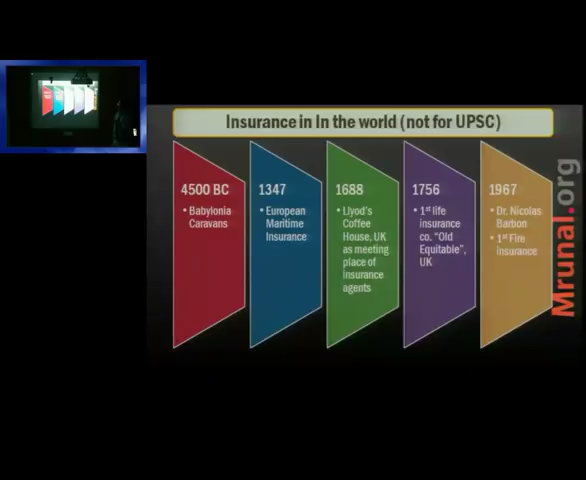 Insurance in In the world (not for UPSC)
4500 BC
• Babylonia
Caravans
1347
• European
Maritime
Insurance
1688
• Llyod's
Coffee
House, UK
as meeting
place of
insurance
agents
1756
• 1st life
insurance
co. "Old
Equitable",
UK
1967
• Dr. Nicolas
Barbon
• 1st Fire
insurance
Mrunal.org